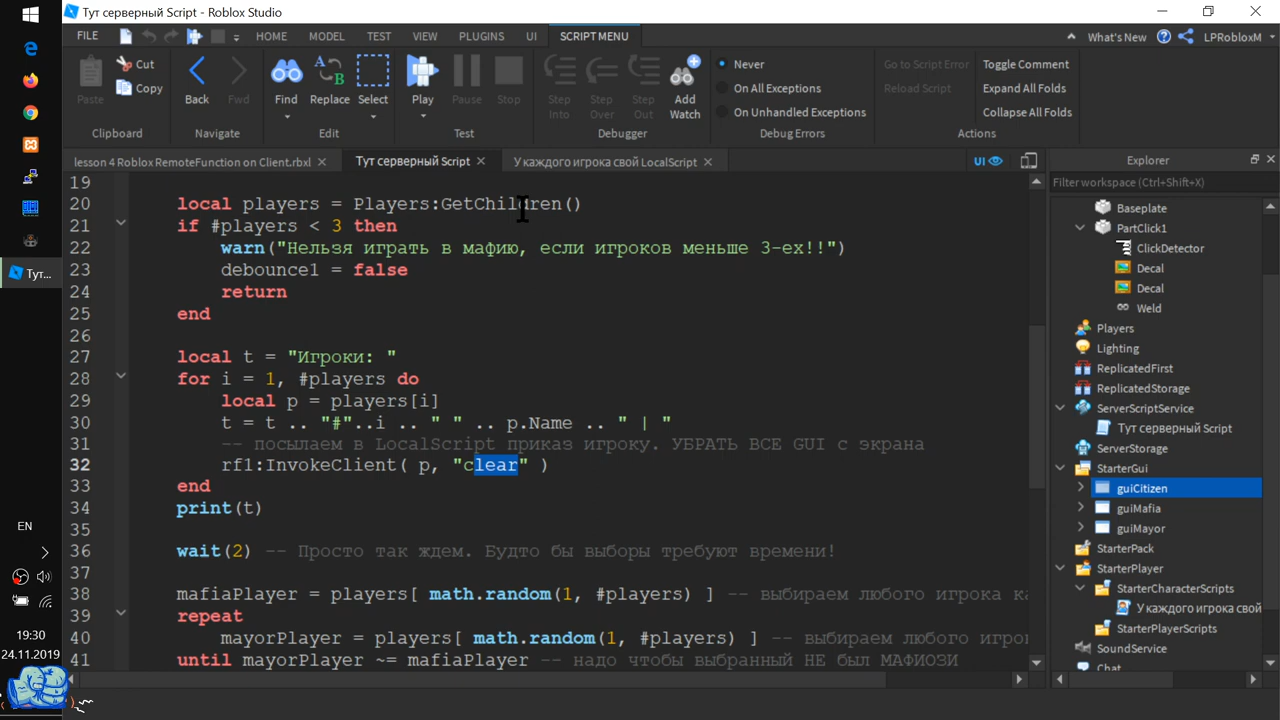 Тут серверный Script - Roblox Studio
FILE HOME MODEL TEST VIEW PLUGINS UI SCRIPT MENU What's New LPRobloxM
Paste Cut Copy Back Fwd Find Replace Select Play Pause Stop Step Into Step Over Step Out Add Watch
Never
On All Exceptions
On Unhandled Exceptions
Go to Script Error
Reload Script
Toggle Comment
Expand All Folds
Collapse All Folds
Clipboard Navigate Edit Test Debugger Debug Errors Actions
lesson 4 Roblox RemoteFunction on Client.rbxl Тут серверный Script У каждого игрока свой LocalScript UI Explorer
19
20 local players = Players:GetChildren()
21 if #players < 3 then
22 warn("Нельзя играть в мафию, если игроков меньше 3-ех!!")
23 debounce1 = false
24 return
25 end
26
27 local t = "Игроки: "
28 for i = 1, #players do
29 local p = players[i]
30 t = t .. "#"..i .. " " .. p.Name .. " | "
31 -- посылаем в LocalScript приказ игроку. УБРАТЬ ВСЕ GUI с экрана
32 rf1:InvokeClient( p, "clear" )
33 end
34 print(t)
35
36 wait(2) -- Просто так ждем. Будто бы выборы требуют времени!
37
38 mafiaPlayer = players[ math.random(1, #players) ] -- выбираем любого игрока ка
39 repeat
40 mayorPlayer = players[ math.random(1, #players) ] -- выбираем любого игро
41 until mayorPlayer ~= mafiaPlayer -- надо чтобы выбранный НЕ был МАФИОЗИ
Filter workspace (Ctrl+Shift+X)
Baseplate
PartClick1
ClickDetector
Decal
Decal
Weld
Players
Lighting
ReplicatedFirst
ReplicatedStorage
ServerScriptService
Тут серверный Script
ServerStorage
StarterGui
guiCitizen
guiMafia
guiMayor
StarterPack
StarterPlayer
StarterCharacterScripts
У каждого игрока свой
StarterPlayerScripts
SoundService
Chat
Тут...
EN
19:30
24.11.2019